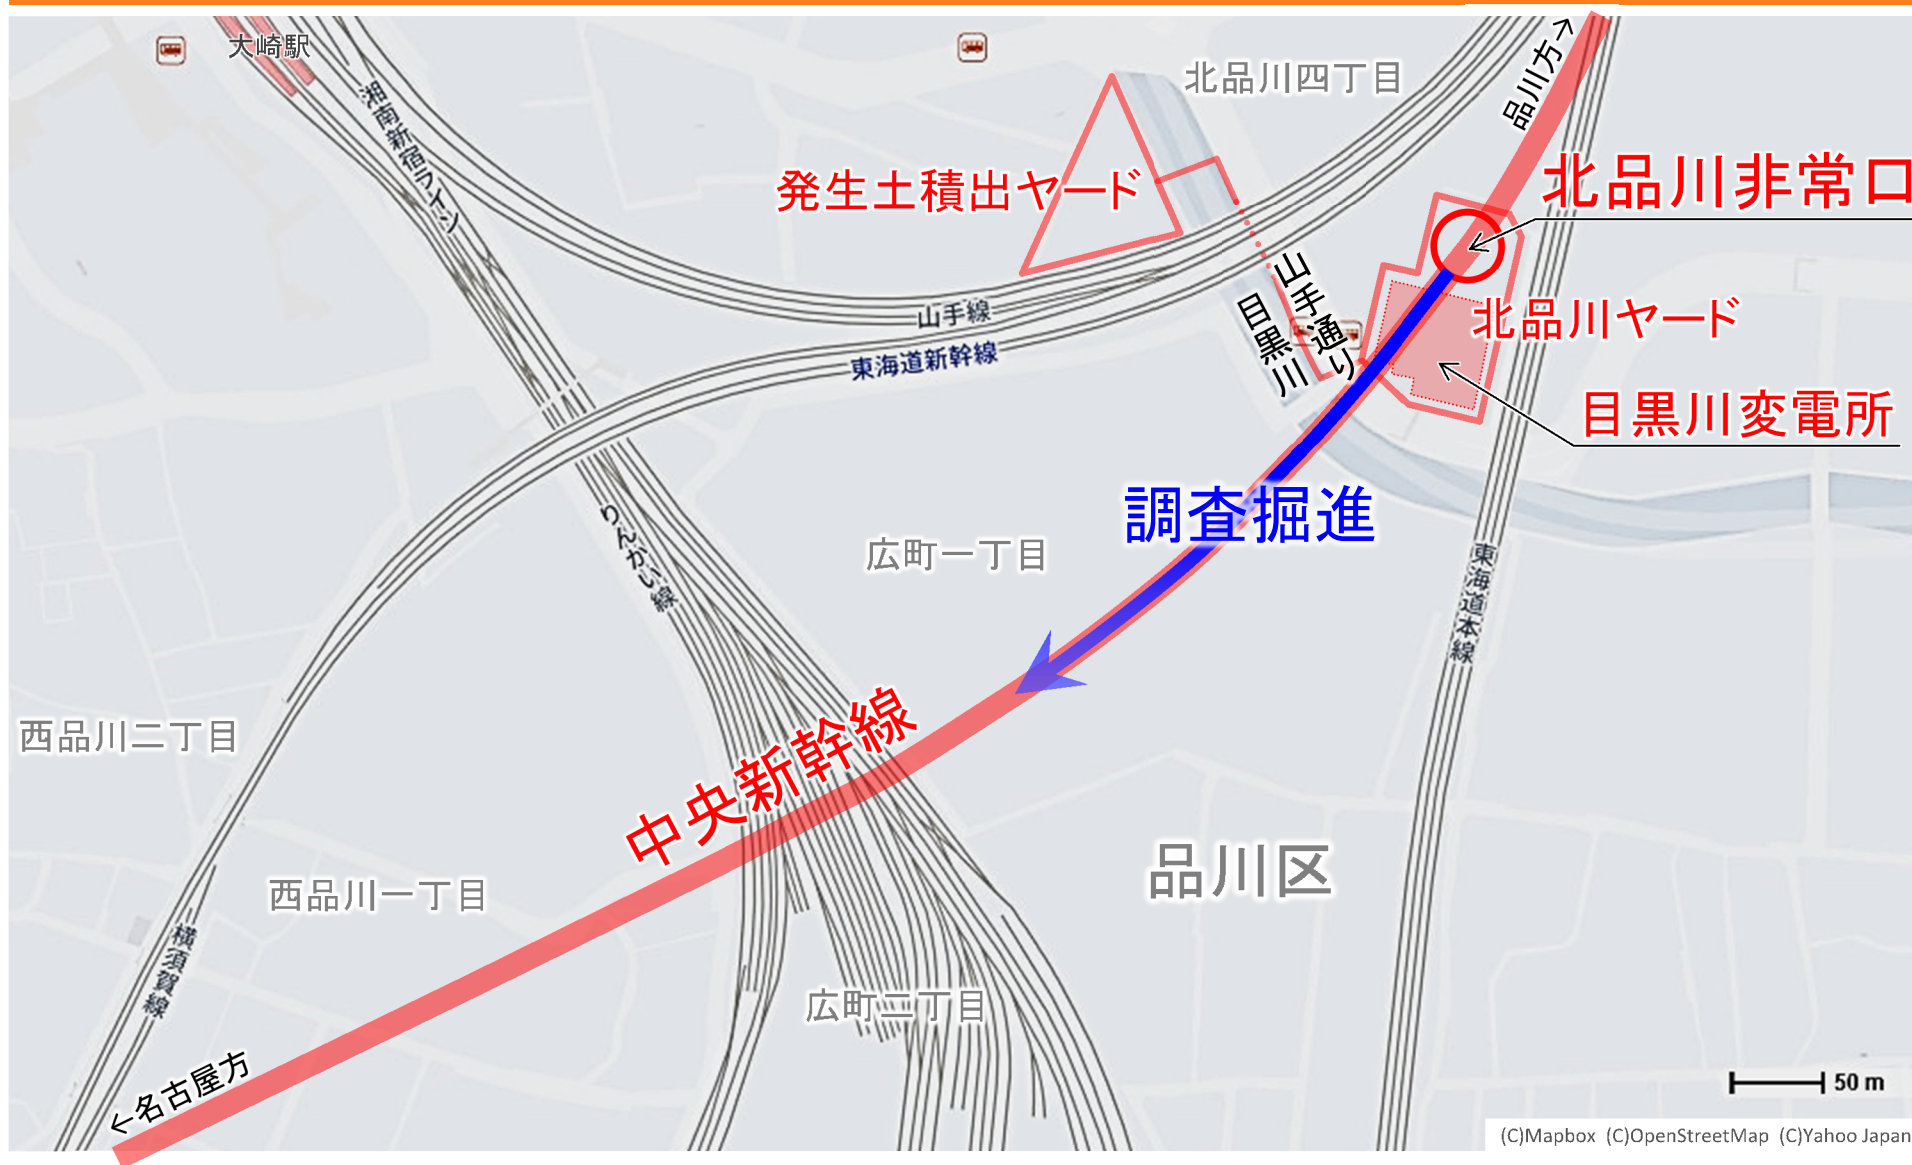 大崎駅
北品川四丁目
品川方→
湘南新宿ライン
発生土積出ヤード
北品川非常口
山手通り
目黒川
山手線
東海道新幹線
北品川ヤード
目黒川変電所
りんかい線
調査掘進
広町一丁目
東海道本線
西品川二丁目
中央新幹線
品川区
西品川一丁目
横須賀線
広町二丁目
←名古屋方
50 m
(C)Mapbox (C)OpenStreetMap (C)Yahoo Japan